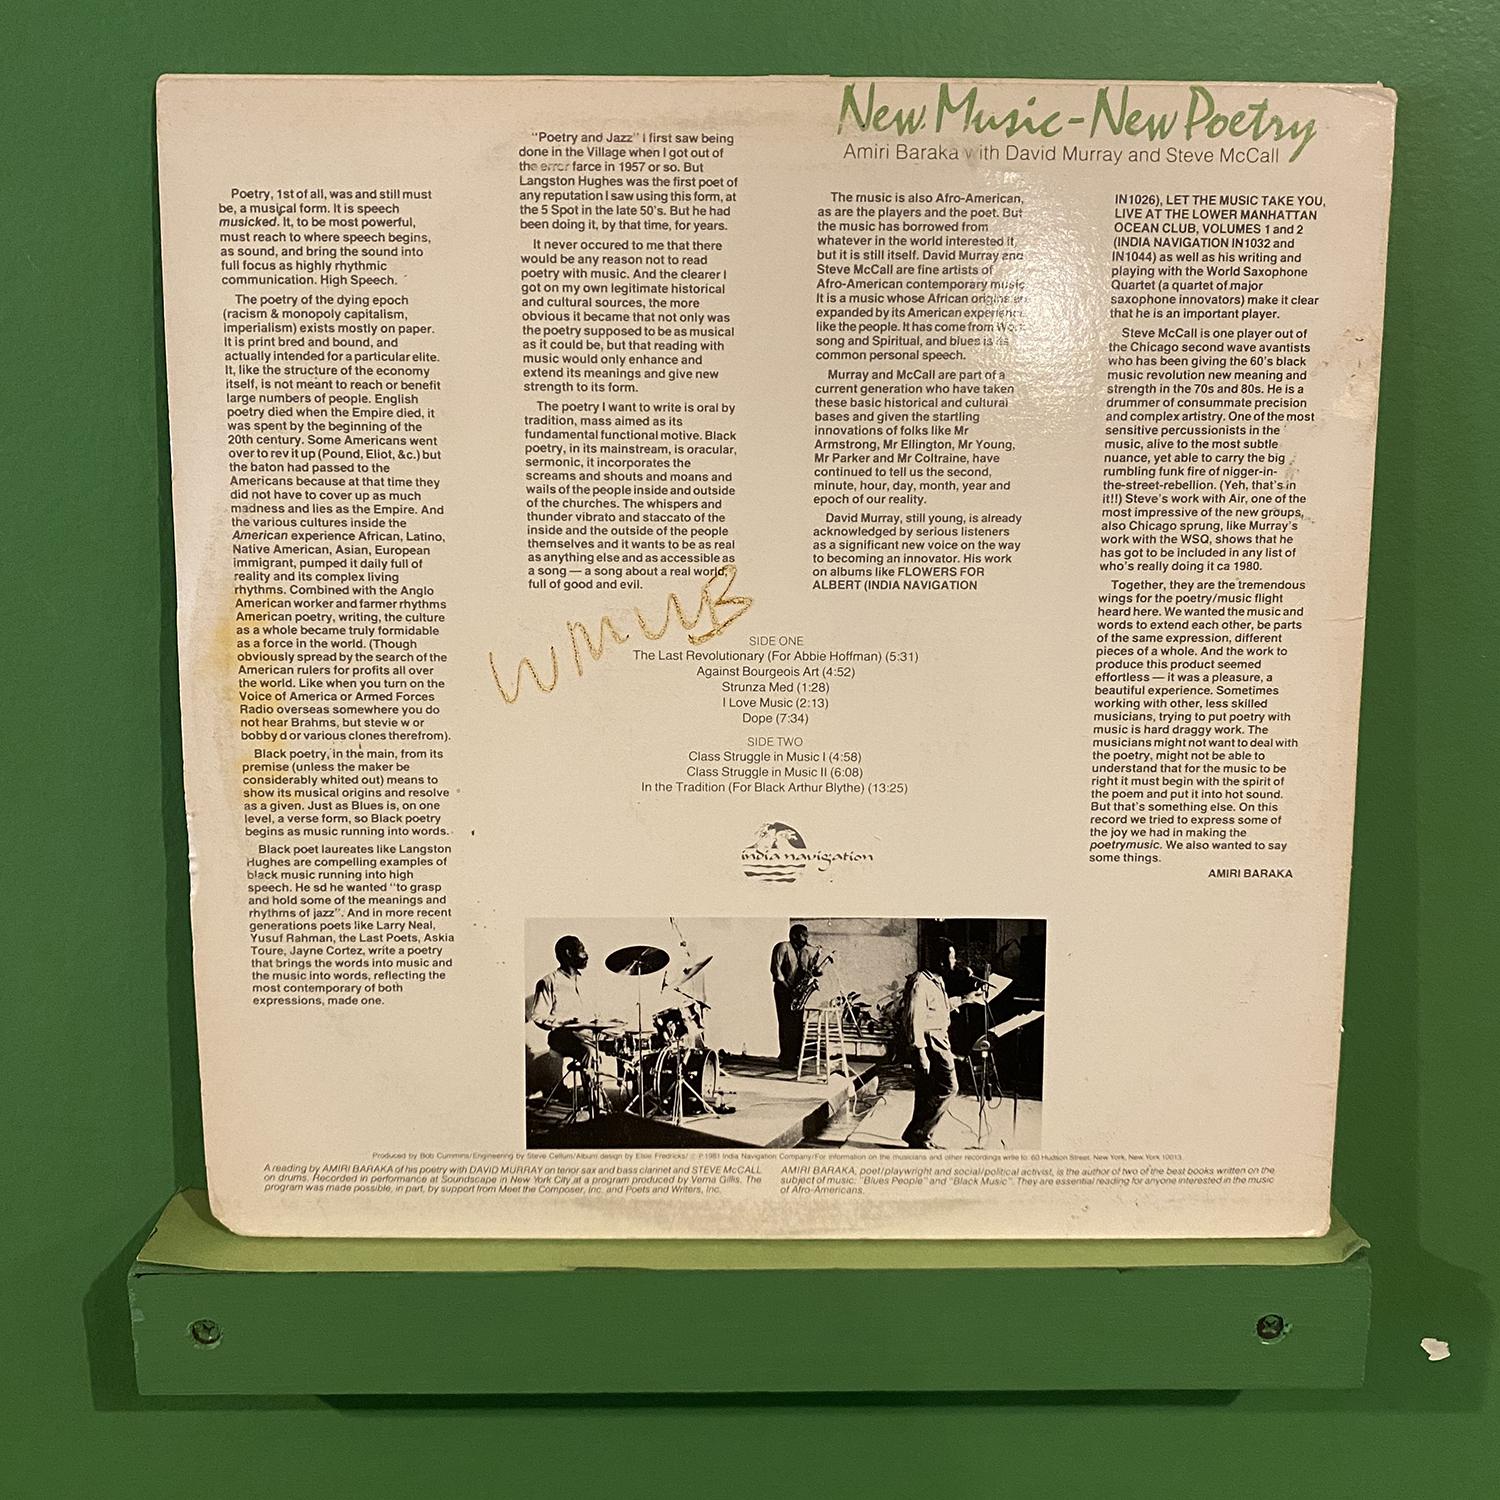 New Music-New Poetry
Amiri Baraka with David Murray and Steve McCall
Poetry, 1st of all, was and still must
be, a musical form. It is speech
musicked. It, to be most powerful,
must reach to where speech begins,
as sound, and bring the sound into
full focus as highly rhythmic
communication. High Speech.
The poetry of the dying epoch
(racism & monopoly capitalism,
imperialism) exists mostly on paper.
It is print bred and bound, and
actually intended for a particular elite.
It, like the structure of the economy
itself, is not meant to reach or benefit
large numbers of people. English
poetry died when the Empire died, it
was spent by the beginning of the
20th century. Some Americans went
over to rev it up (Pound, Eliot, &c.) but
the baton had passed to the
Americans because at that time they
did not have to cover up as much
madness and lies as the Empire. And
the various cultures inside the
American experience African, Latino,
Native American, Asian, European
immigrant, pumped it daily full of
reality and its complex living
rhythms. Combined with the Anglo
American worker and farmer rhythms
American poetry, writing, the culture
as a whole became truly formidable
as a force in the world. (Though
obviously spread by the search of the
American rulers for profits all over
the world. Like when you turn on the
Voice of America or Armed Forces
Radio overseas somewhere you do
not hear Brahms, but stevie w or
bobby d or various clones therefrom).
Black poetry, in the main, from its
premise (unless the maker be
considerably whited out) means to
show its musical origins and resolve
as a given. Just as Blues is, on one
level, a verse form, so Black poetry
begins as music running into words.
Black poet laureates like Langston
Hughes are compelling examples of
black music running into high
speech. He sd he wanted "to grasp
and hold some of the meanings and
rhythms of jazz". And in more recent
generations poets like Larry Neal,
Yusuf Rahman, the Last Poets, Askia
Toure, Jayne Cortez, write a poetry
that brings the words into music and
the music into words, reflecting the
most contemporary of both
expressions, made one.
"Poetry and Jazz" I first saw being
done in the Village when I got out of
the error farce in 1957 or so. But
Langston Hughes was the first poet of
any reputation I saw using this form, at
the 5 Spot in the late 50's. But he had
been doing it, by that time, for years.
It never occured to me that there
would be any reason not to read
poetry with music. And the clearer I
got on my own legitimate historical
and cultural sources, the more
obvious it became that not only was
the poetry supposed to be as musical
as it could be, but that reading with
music would only enhance and
extend its meanings and give new
strength to its form.
The poetry I want to write is oral by
tradition, mass aimed as its
fundamental functional motive. Black
poetry, in its mainstream, is oracular,
sermonic, it incorporates the
screams and shouts and moans and
wails of the people inside and outside
of the churches. The whispers and
thunder vibrato and staccato of the
inside and the outside of the people
themselves and it wants to be as real
as anything else and as accessible as
a song — a song about a real world,
full of good and evil.
The music is also Afro-American,
as are the players and the poet. But
the music has borrowed from
whatever in the world interested it,
but it is still itself. David Murray and
Steve McCall are fine artists of
Afro-American contemporary music.
It is a music whose African origins are
expanded by its American experience
like the people. It has come from Work
song and Spiritual, and blues is its
common personal speech.
Murray and McCall are part of a
current generation who have taken
these basic historical and cultural
bases and given the startling
innovations of folks like Mr
Armstrong, Mr Ellington, Mr Young,
Mr Parker and Mr Coltraine, have
continued to tell us the second,
minute, hour, day, month, year and
epoch of our reality.
David Murray, still young, is already
acknowledged by serious listeners
as a significant new voice on the way
to becoming an innovator. His work
on albums like FLOWERS FOR
ALBERT (INDIA NAVIGATION
IN1026), LET THE MUSIC TAKE YOU,
LIVE AT THE LOWER MANHATTAN
OCEAN CLUB, VOLUMES 1 and 2
(INDIA NAVIGATION IN1032 and
IN1044) as well as his writing and
playing with the World Saxophone
Quartet (a quartet of major
saxophone innovators) make it clear
that he is an important player.
Steve McCall is one player out of
the Chicago second wave avantists
who has been giving the 60's black
music revolution new meaning and
strength in the 70s and 80s. He is a
drummer of consummate precision
and complex artistry. One of the most
sensitive percussionists in the
music, alive to the most subtle
nuance, yet able to carry the big
rumbling funk fire of nigger-in-
the-street-rebellion. (Yeh, that's in
it!!) Steve's work with Air, one of the
most impressive of the new groups,
also Chicago sprung, like Murray's
work with the WSQ, shows that he
has got to be included in any list of
who's really doing it ca 1980.
Together, they are the tremendous
wings for the poetry/music flight
heard here. We wanted the music and
words to extend each other, be parts
of the same expression, different
pieces of a whole. And the work to
produce this product seemed
effortless — it was a pleasure, a
beautiful experience. Sometimes
working with other, less skilled
musicians, trying to put poetry with
music is hard draggy work. The
musicians might not want to deal with
the poetry, might not be able to
understand that for the music to be
right it must begin with the spirit of
the poem and put it into hot sound.
But that's something else. On this
record we tried to express some of
the joy we had in making the
poetrymusic. We also wanted to say
some things.
AMIRI BARAKA
WMUB
SIDE ONE
The Last Revolutionary (For Abbie Hoffman) (5:31)
Against Bourgeois Art (4:52)
Strunza Med (1:28)
I Love Music (2:13)
Dope (7:34)
SIDE TWO
Class Struggle in Music I (4:58)
Class Struggle in Music II (6:08)
In the Tradition (For Black Arthur Blythe) (13:25)
india navigation
Produced by Bob Cummins/Engineering by Steve Cellum/Album design by Elsie Fredricks/ © P 1981 India Navigation Company/For information on the musicians and other recordings write to: 60 Hudson Street, New York, New York 10013.
A reading by AMIRI BARAKA of his poetry with DAVID MURRAY on tenor sax and bass clarinet and STEVE McCALL
on drums. Recorded in performance at Soundscape in New York City at a program produced by Verna Gillis. The
program was made possible, in part, by support from Meet the Composer, Inc. and Poets and Writers, Inc.
AMIRI BARAKA, poet/playwright and social/political activist, is the author of two of the best books written on the
subject of music: "Blues People" and "Black Music". They are essential reading for anyone interested in the music
of Afro-Americans.